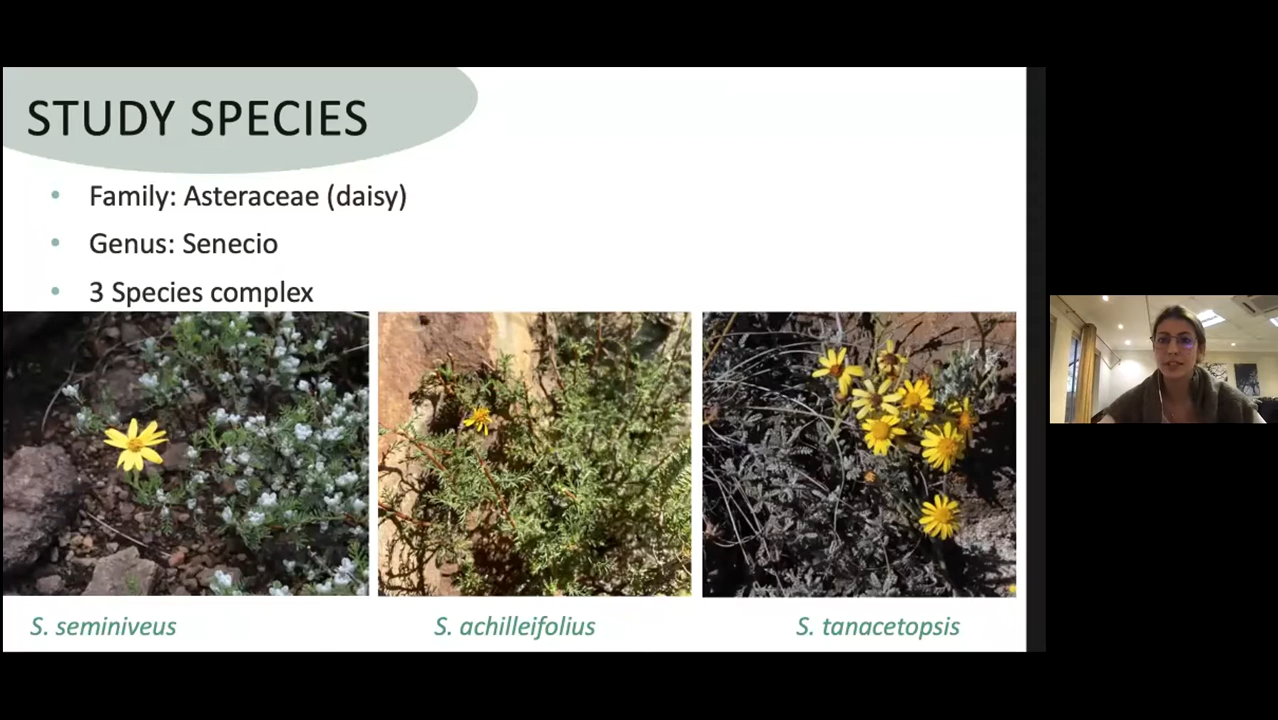 STUDY SPECIES
• Family: Asteraceae (daisy)
• Genus: Senecio
• 3 Species complex
S. seminiveus
S. achilleifolius
S. tanacetopsis